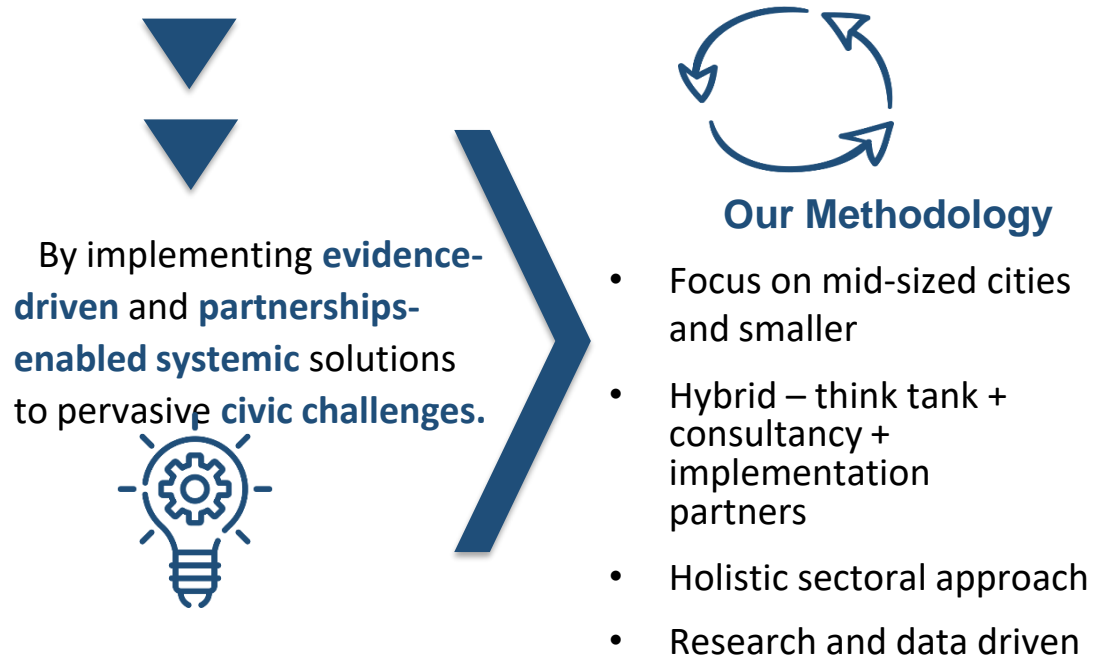 By implementing evidence-
driven and partnerships-
enabled systemic solutions
to pervasive civic challenges.
Our Methodology
• Focus on mid-sized cities
and smaller
• Hybrid – think tank +
consultancy +
implementation
partners
• Holistic sectoral approach
• Research and data driven